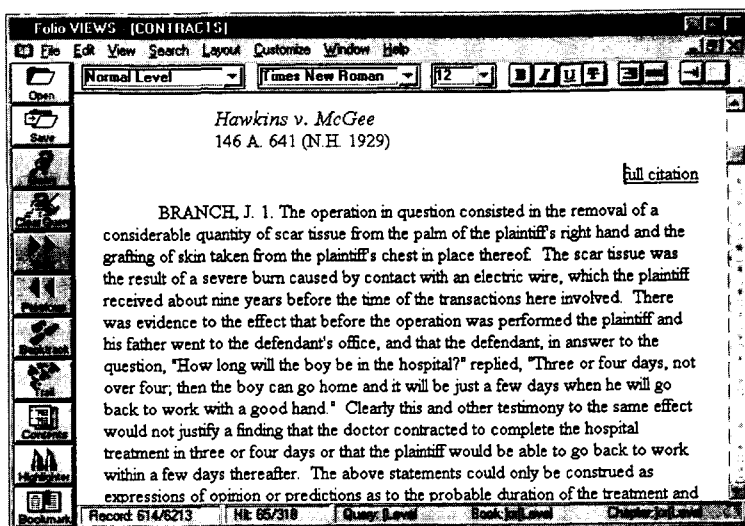 Folio VIEWS - [CONTRACTS]
File Edit View Search Layout Customize Window Help
Normal Level Times New Roman 12 B I U T
Open
Save
Hawkins v. McGee
146 A. 641 (N.H. 1929)
full citation
BRANCH, J. 1. The operation in question consisted in the removal of a
considerable quantity of scar tissue from the palm of the plaintiff's right hand and the
grafting of skin taken from the plaintiff's chest in place thereof. The scar tissue was
the result of a severe burn caused by contact with an electric wire, which the plaintiff
received about nine years before the time of the transactions here involved. There
was evidence to the effect that before the operation was performed the plaintiff and
his father went to the defendant's office, and that the defendant, in answer to the
question, "How long will the boy be in the hospital?" replied, "Three or four days, not
over four; then the boy can go home and it will be just a few days when he will go
back to work with a good hand." Clearly this and other testimony to the same effect
would not justify a finding that the doctor contracted to complete the hospital
treatment in three or four days or that the plaintiff would be able to go back to work
within a few days thereafter. The above statements could only be construed as
expressions of opinion or predictions as to the probable duration of the treatment and
Previous
Backtrack
Trail
Contents
Highlighter
Bookmark
Record: 614/6213 Hit: 65/318 Query: [Level Book: Chapter: